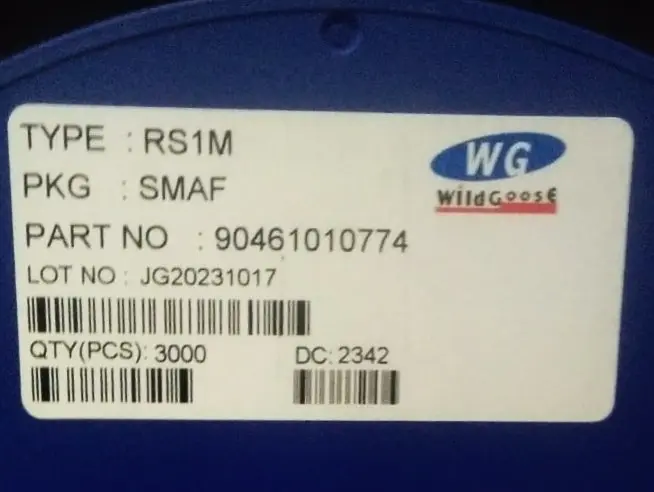 TYPE : RS1M
WG
PKG : SMAF
WildGoose
PART NO : 90461010774
LOT NO : JG20231017
QTY(PCS): 3000 DC: 2342